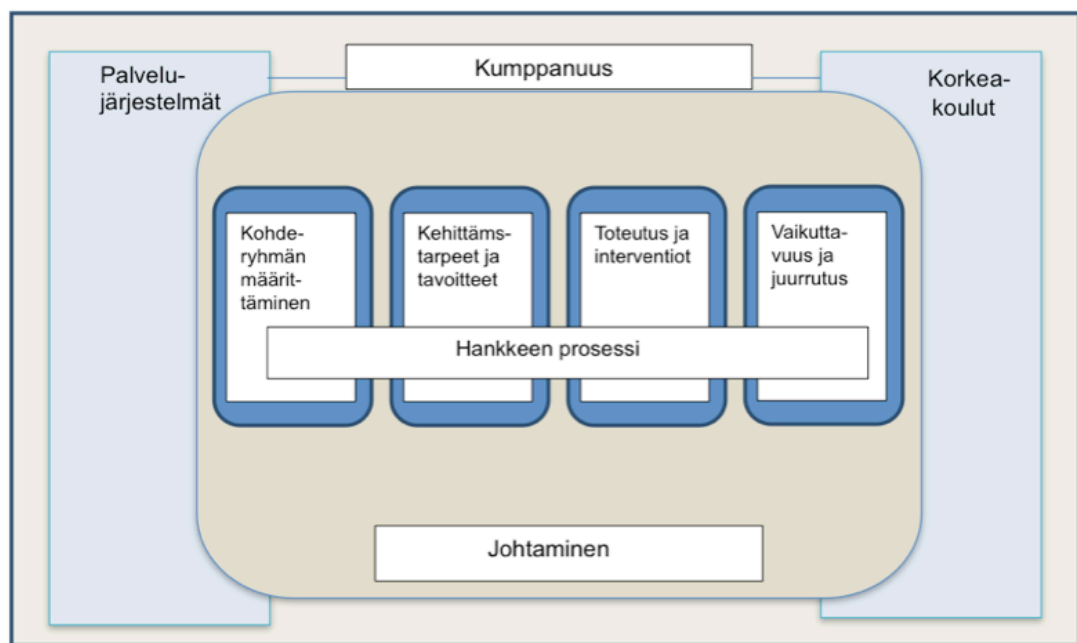 Palvelu-
järjestelmät
Kumppanuus
Korkea-
koulut
Kohde-
ryhmän
määrit-
täminen
Kehittäms-
tarpeet ja
tavoitteet
Toteutus ja
interventiot
Vaikutta-
vuus ja
juurrutus
Hankkeen prosessi
Johtaminen